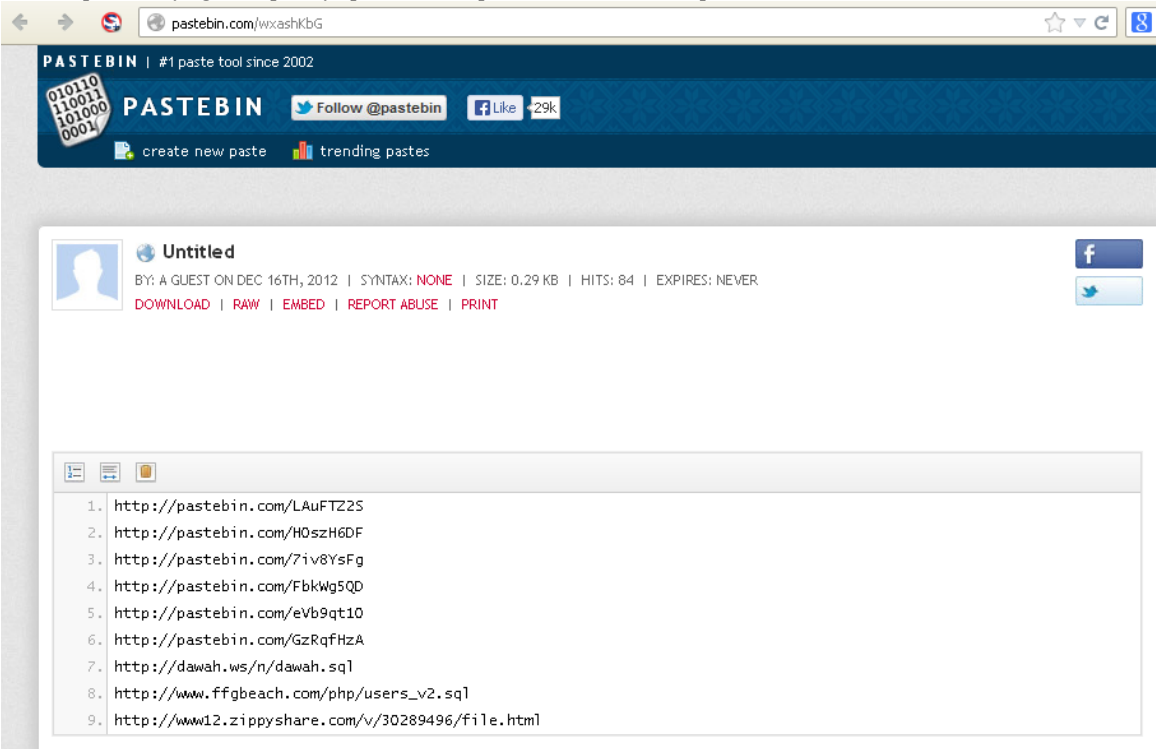 pastebin.com/wxashKbG
8
PASTEBIN | #1 paste tool since 2002
010110
110011
101000
0001
PASTEBIN
Follow @pastebin
Like
29k
create new paste
trending pastes
Untitled
BY: A GUEST ON DEC 16TH, 2012 | SYNTAX: NONE | SIZE: 0.29 KB | HITS: 84 | EXPIRES: NEVER
DOWNLOAD | RAW | EMBED | REPORT ABUSE | PRINT
1. http://pastebin.com/LAuFTZ2S
2. http://pastebin.com/H0szH6DF
3. http://pastebin.com/7iv8YsFg
4. http://pastebin.com/FbkWg5QD
5. http://pastebin.com/eVb9qt10
6. http://pastebin.com/GzRqfHzA
7. http://dawah.ws/n/dawah.sql
8. http://www.ffgbeach.com/php/users_v2.sql
9. http://www12.zippyshare.com/v/30289496/file.html